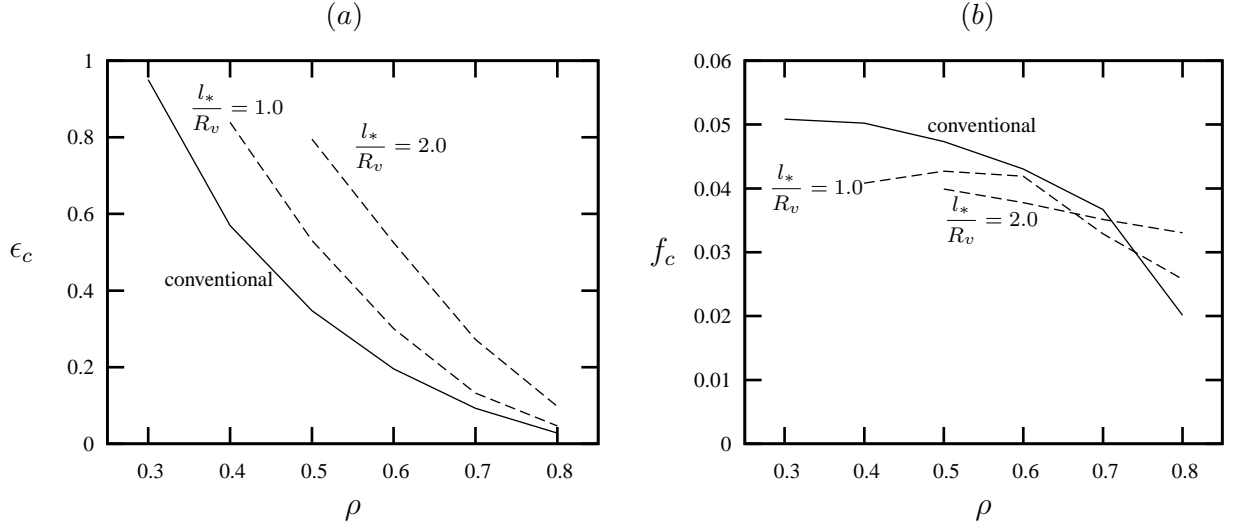 (a)
1
0.8
0.6
0.4
0.2
0
ϵ_c
l_*/R_v = 1.0
l_*/R_v = 2.0
conventional
0.3 0.4 0.5 0.6 0.7 0.8
ρ
(b)
0.06
0.05
0.04
0.03
0.02
0.01
0
f_c
conventional
l_*/R_v = 1.0
l_*/R_v = 2.0
0.3 0.4 0.5 0.6 0.7 0.8
ρ